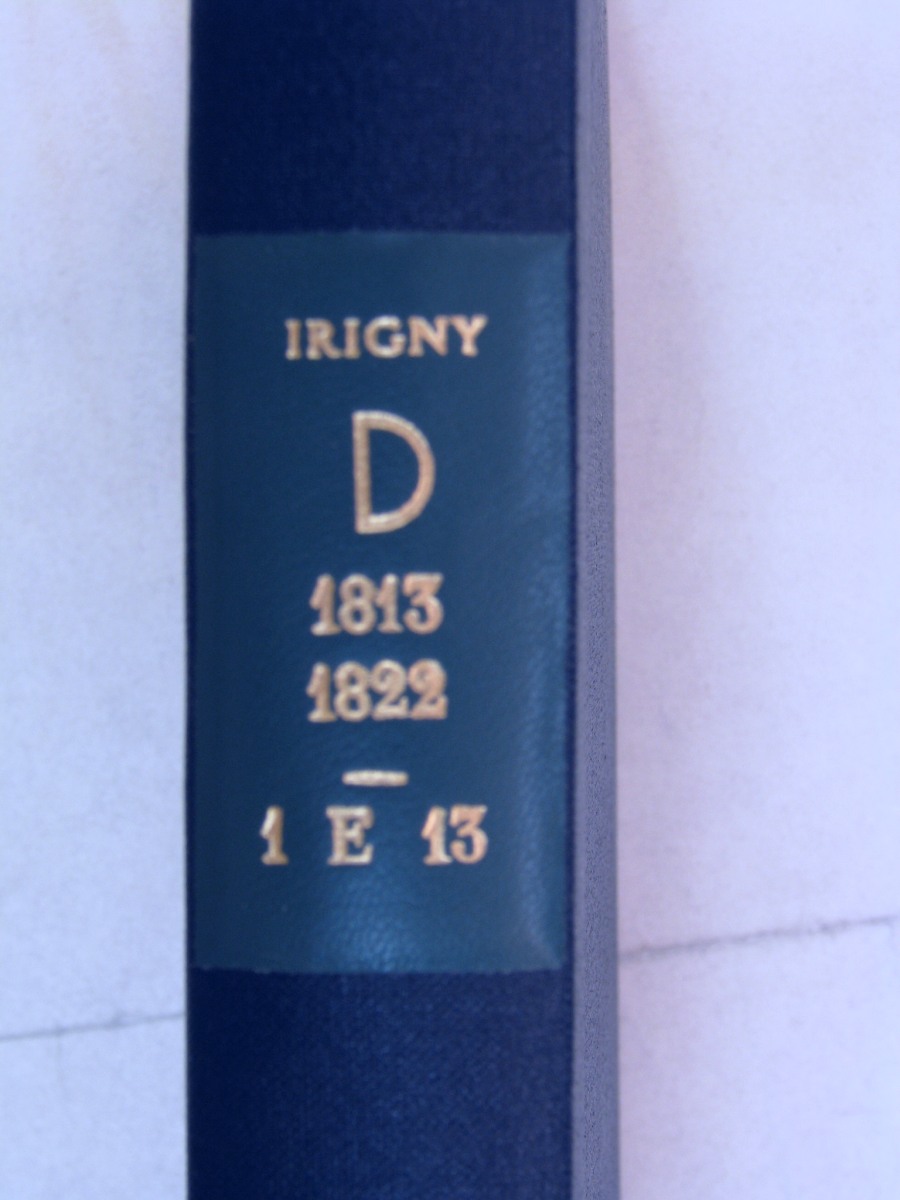 IRIGNY
D
1813
1822
—
1 E 13